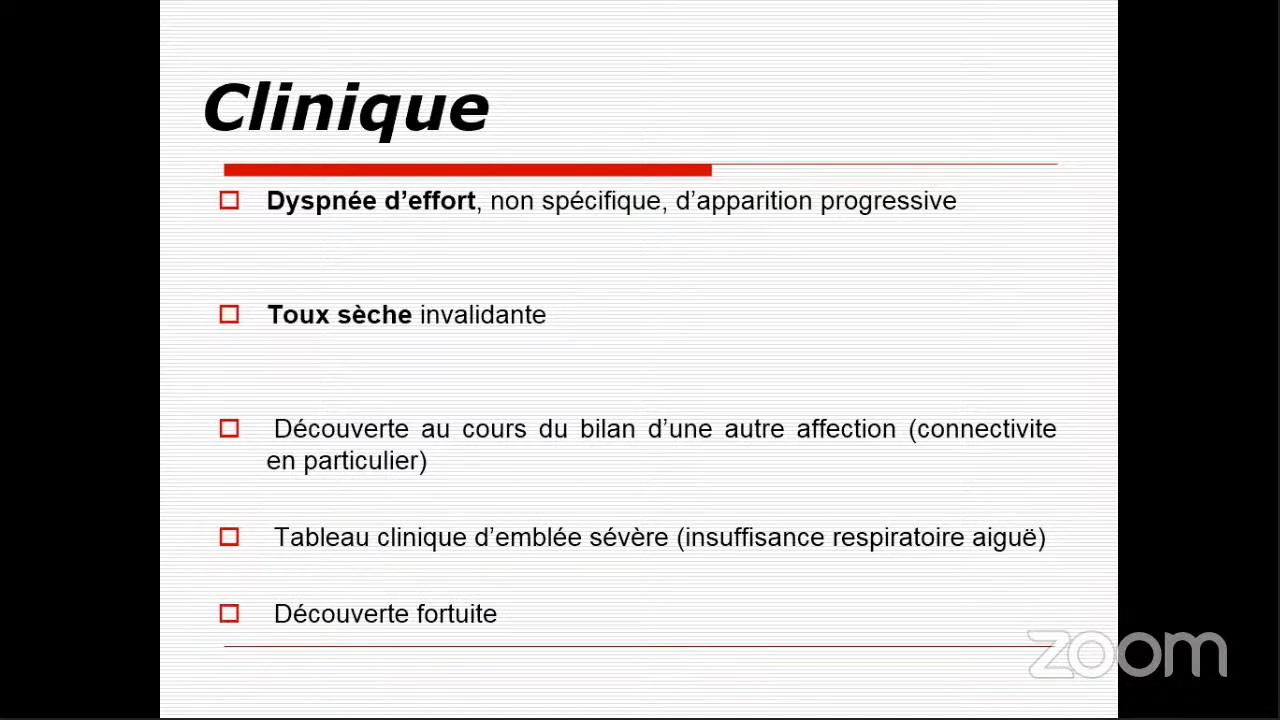 Clinique
Dyspnée d’effort, non spécifique, d’apparition progressive
Toux sèche invalidante
Découverte au cours du bilan d’une autre affection (connectivite
en particulier)
Tableau clinique d’emblée sévère (insuffisance respiratoire aiguë)
Découverte fortuite
zoom